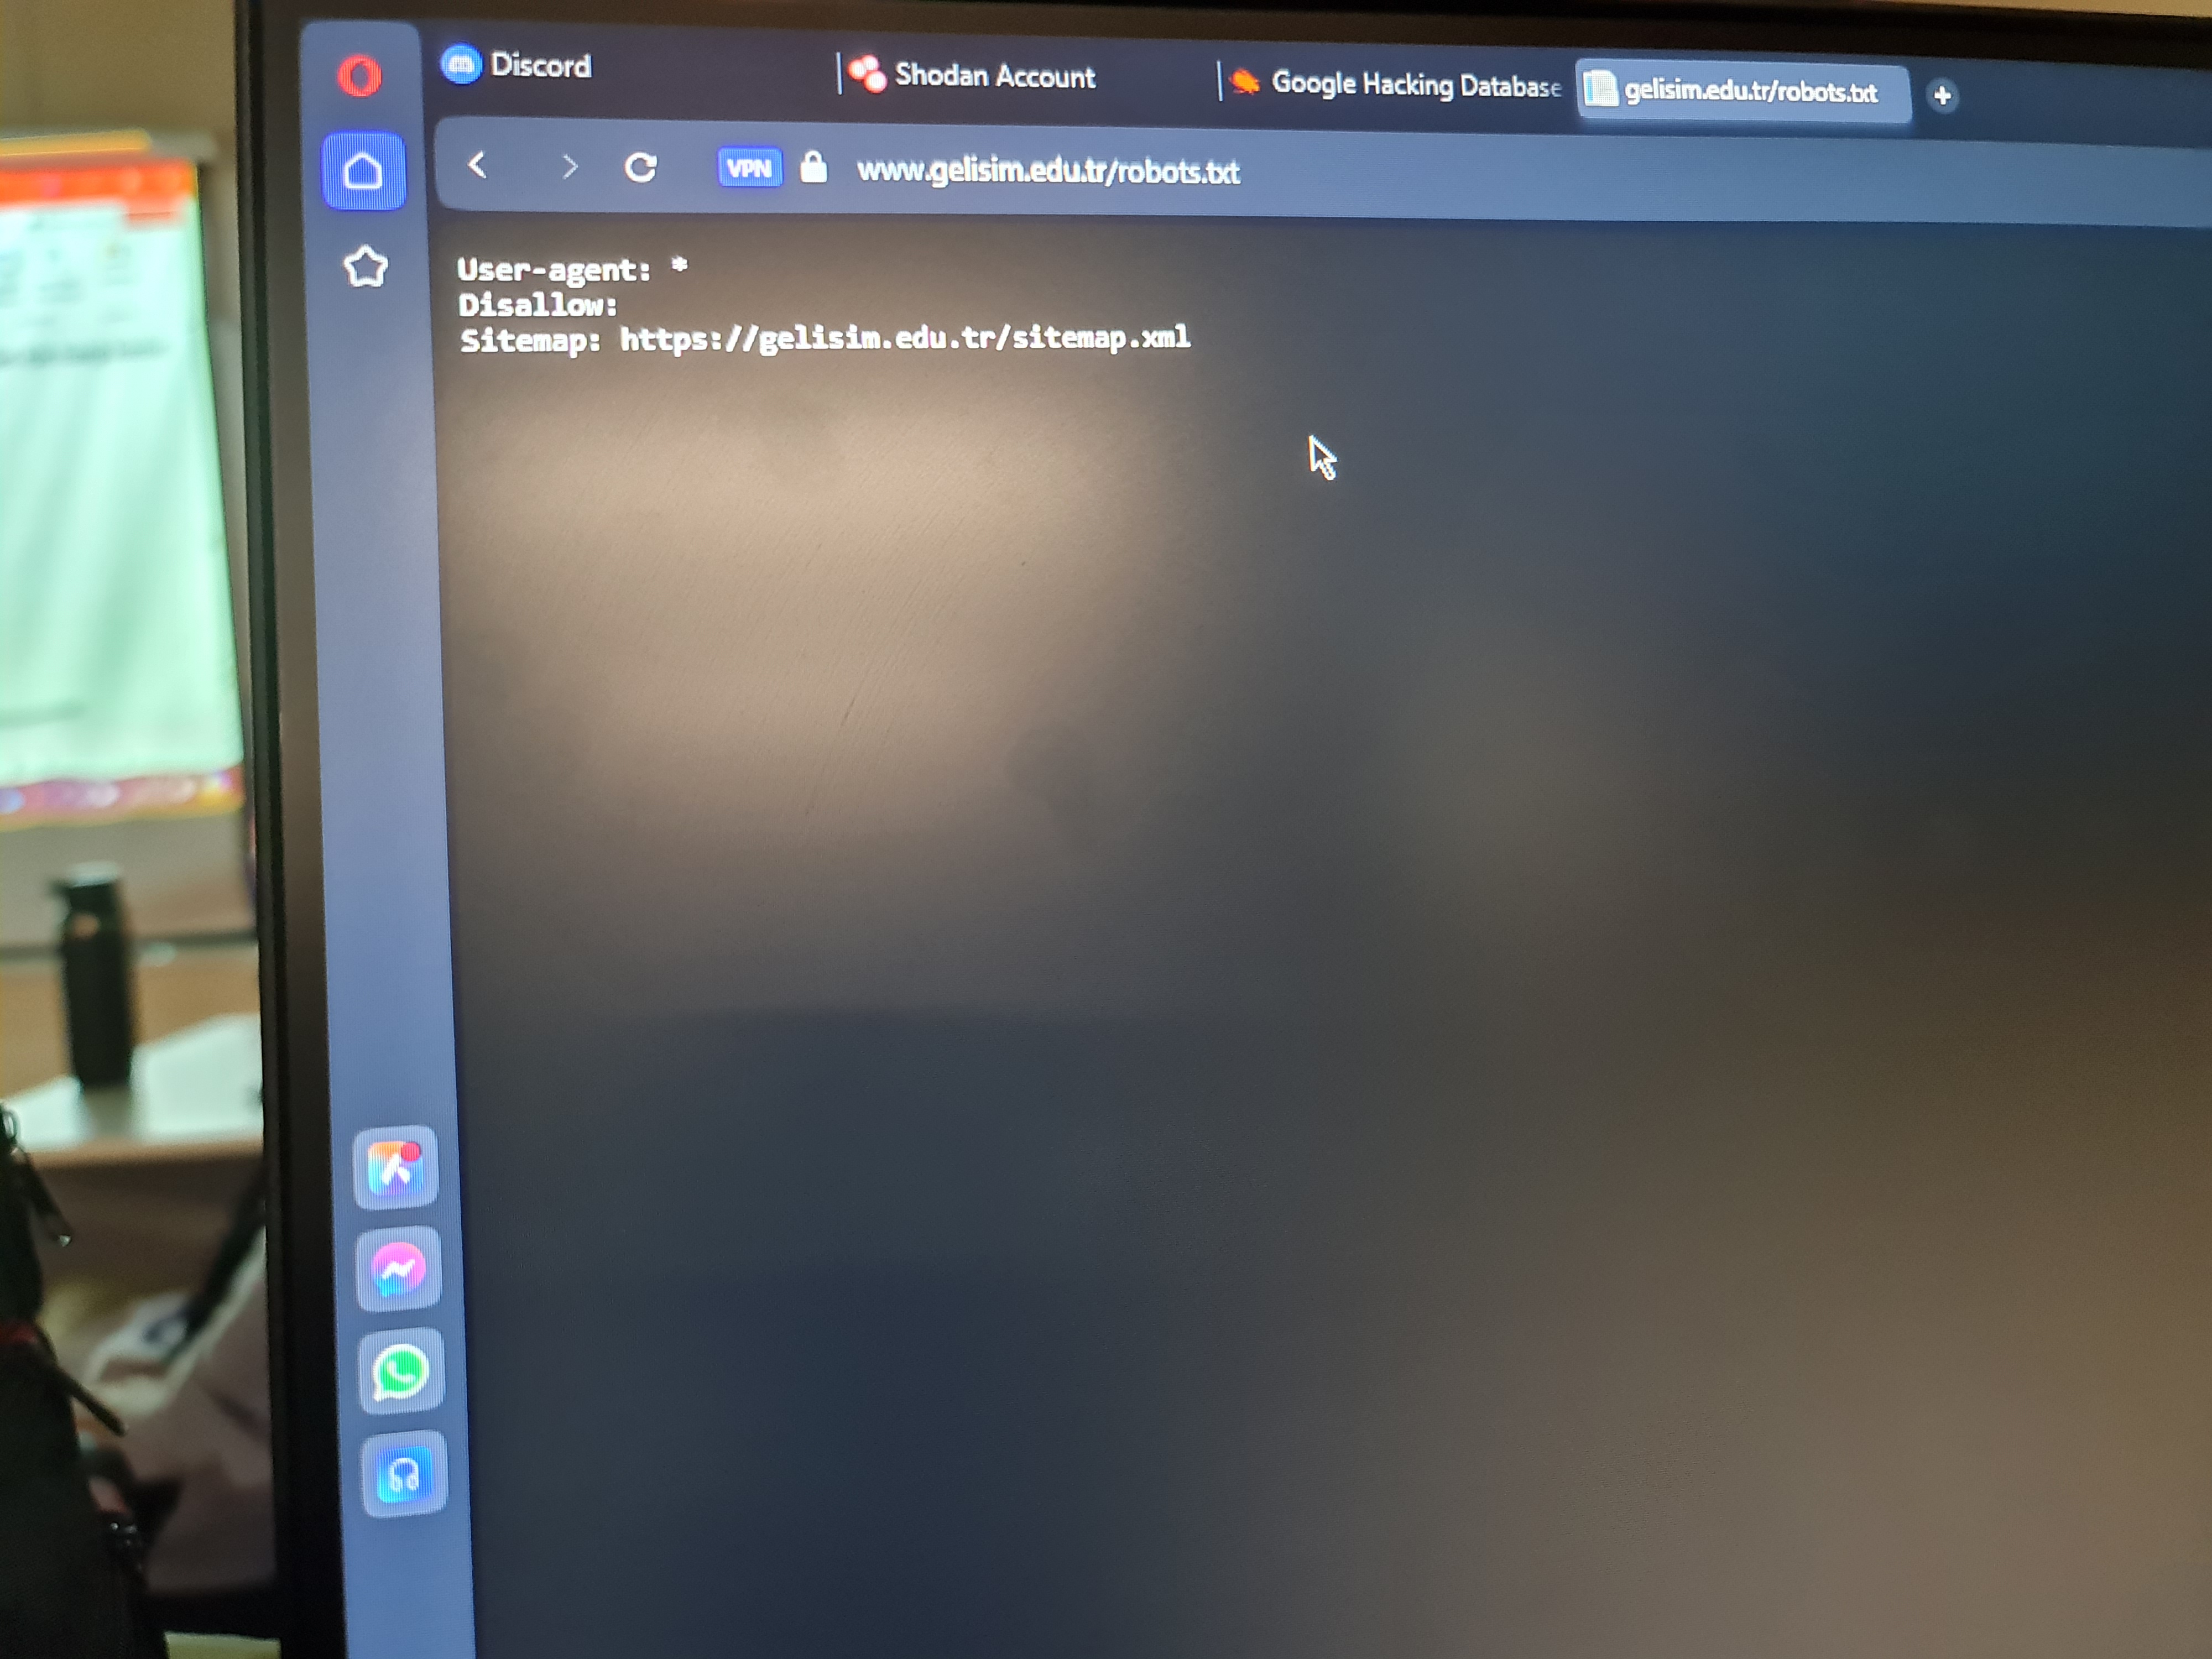 Discord
Shodan Account
Google Hacking Database
gelisim.edu.tr/robots.txt
VPN
www.gelisim.edu.tr/robots.txt
User-agent: *
Disallow:
Sitemap: https://gelisim.edu.tr/sitemap.xml